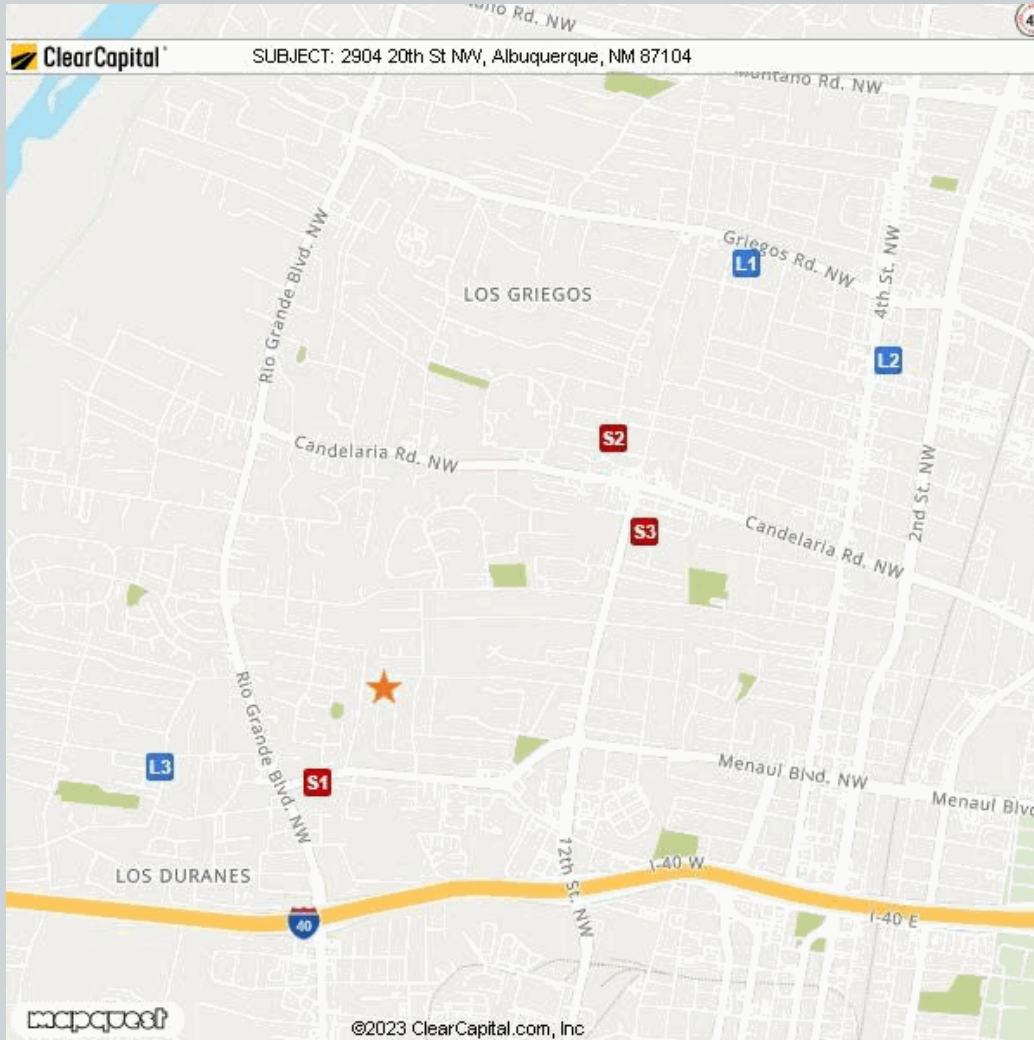 ClearCapital
SUBJECT: 2904 20th St NW, Albuquerque, NM 87104
Rd. NW
Montano Rd. NW
Griegos Rd. NW
L1
LOS GRIEGOS
Rio Grande Blvd. NW
4th St. NW
L2
S2
Candelaria Rd. NW
2nd St. NW
S3
Candelaria Rd. NW
Rio Grande Blvd. NW
L3
S1
Menaul Blvd. NW
Menaul Blvd
12th St. NW
LOS DURANES
I-40 W
40
I-40 E
mapquest
©2023 ClearCapital.com, Inc